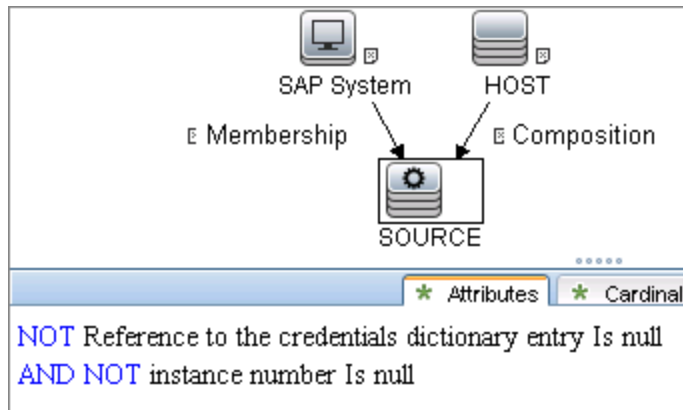 SAP System
HOST
Membership
Composition
SOURCE
Attributes
Cardinal
NOT Reference to the credentials dictionary entry Is null
AND NOT instance number Is null